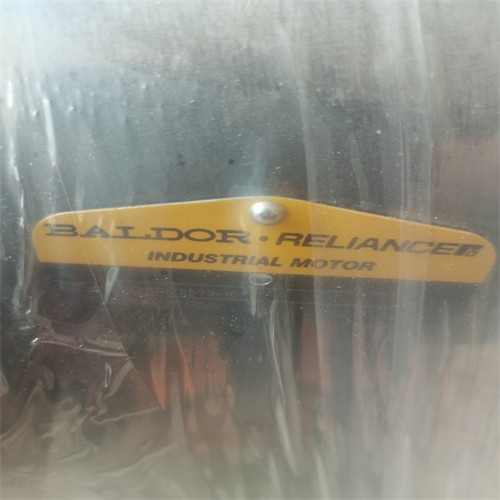 BALDOR · RELIANCE
INDUSTRIAL MOTOR